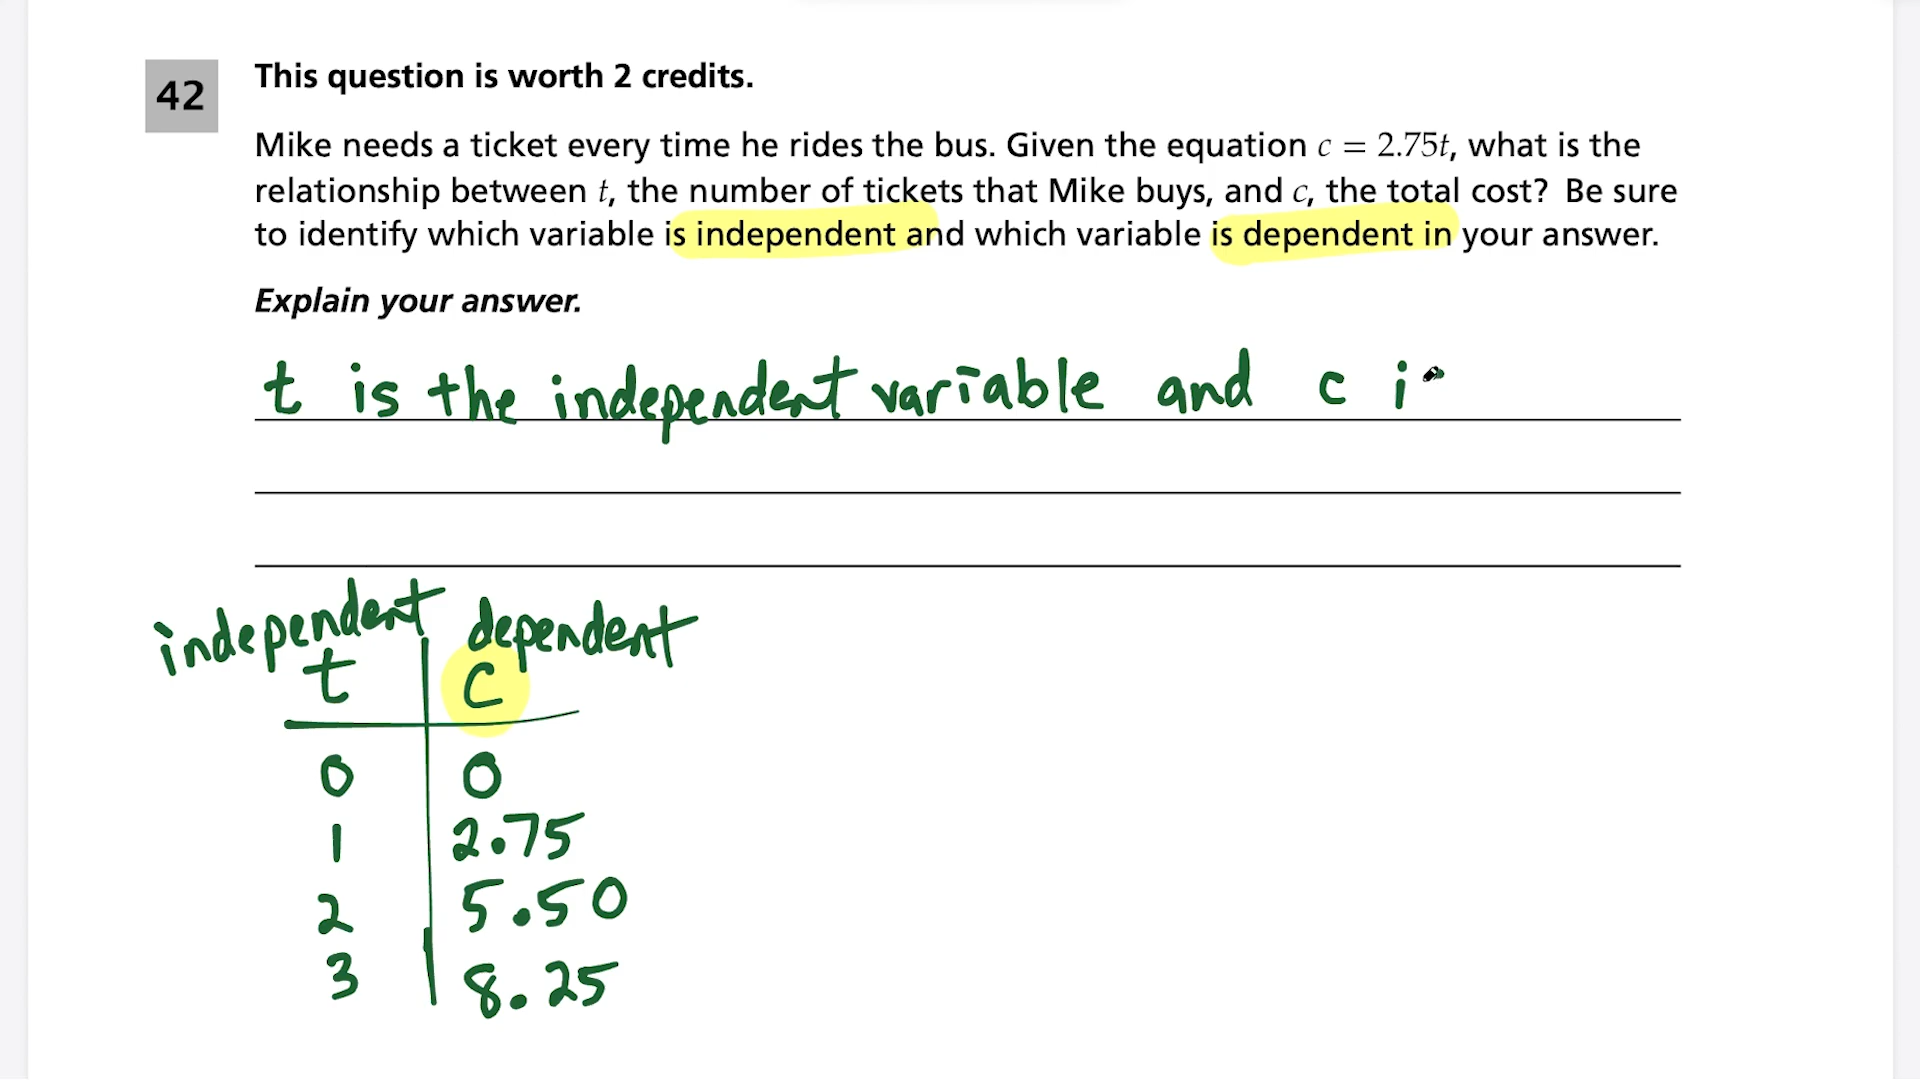 42
This question is worth 2 credits.
Mike needs a ticket every time he rides the bus. Given the equation c = 2.75t, what is the
relationship between t, the number of tickets that Mike buys, and c, the total cost? Be sure
to identify which variable is independent and which variable is dependent in your answer.
Explain your answer.
t is the independent variable and c i
independent dependent
t c
0 0
1 2.75
2 5.50
3 8.25